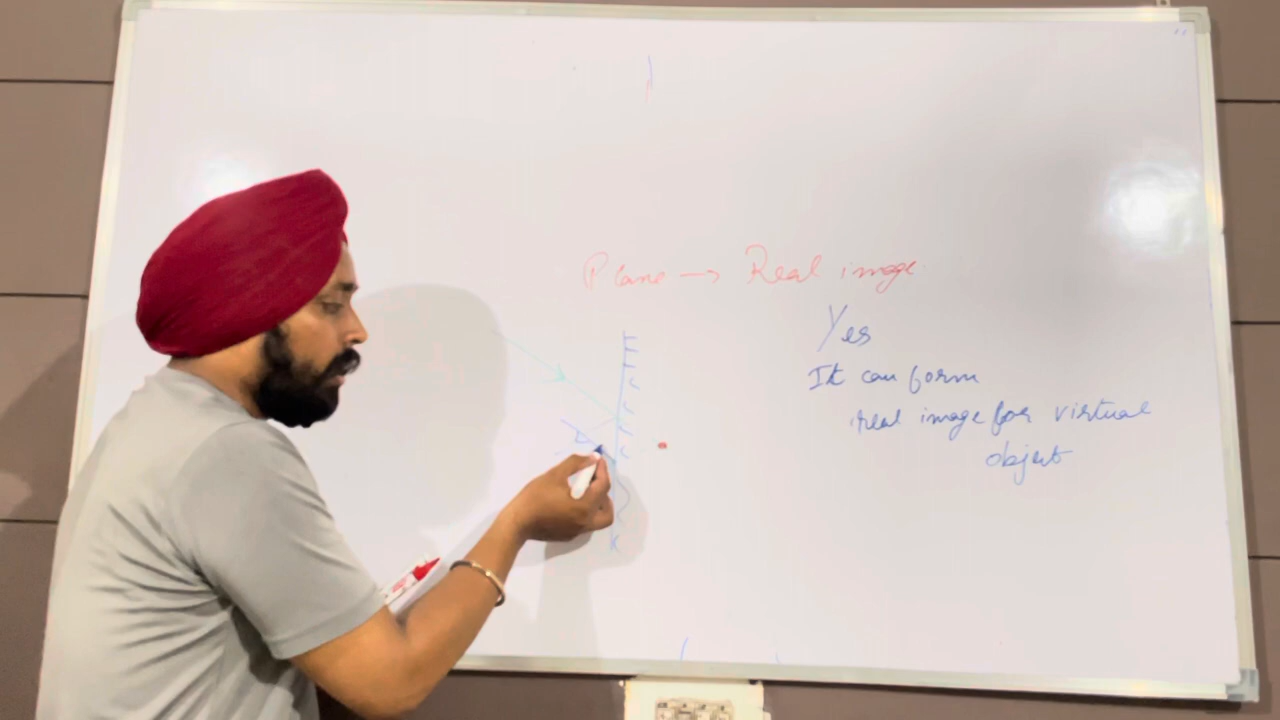 Plane → Real image
Yes
It can form
real image for virtual
object